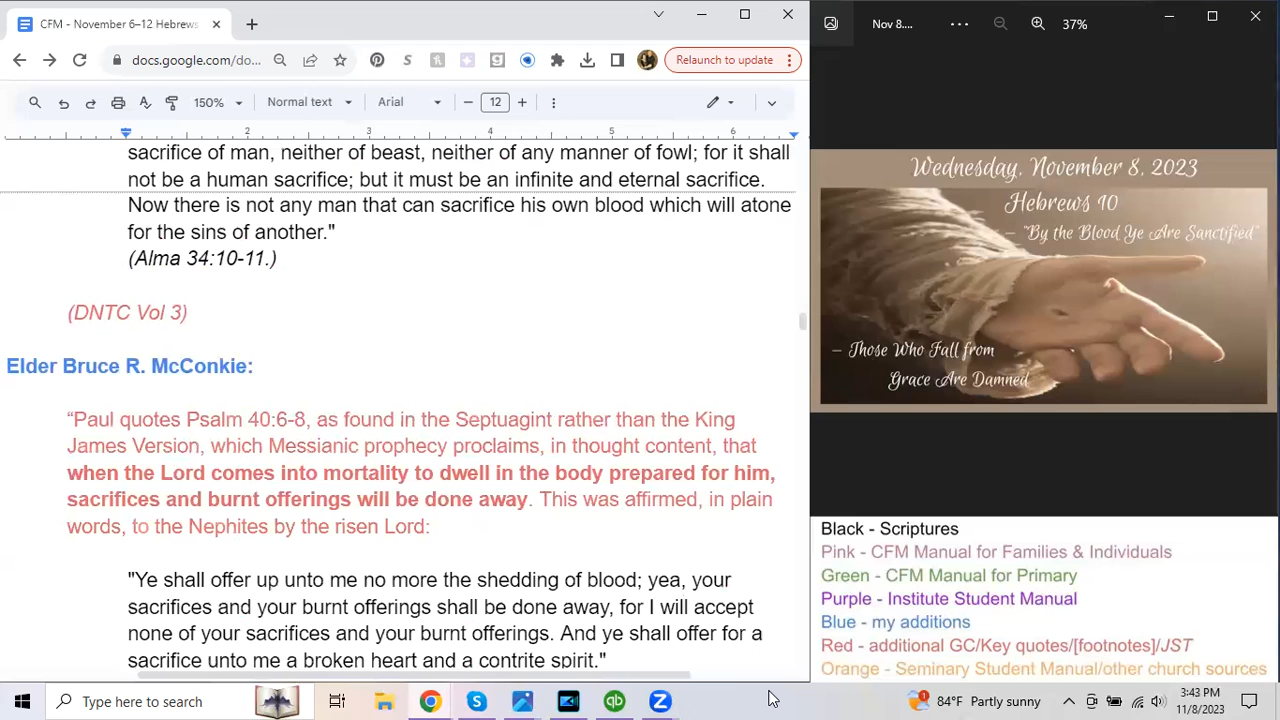 CFM – November 6–12 Hebrews
docs.google.com/do...
Relaunch to update
150%
Normal text
Arial
12
2
3
4
5
6
sacrifice of man, neither of beast, neither of any manner of fowl; for it shall
not be a human sacrifice; but it must be an infinite and eternal sacrifice.
Now there is not any man that can sacrifice his own blood which will atone
for the sins of another."
(Alma 34:10-11.)
(DNTC Vol 3)
Elder Bruce R. McConkie:
“Paul quotes Psalm 40:6-8, as found in the Septuagint rather than the King
James Version, which Messianic prophecy proclaims, in thought content, that
when the Lord comes into mortality to dwell in the body prepared for him,
sacrifices and burnt offerings will be done away. This was affirmed, in plain
words, to the Nephites by the risen Lord:
"Ye shall offer up unto me no more the shedding of blood; yea, your
sacrifices and your burnt offerings shall be done away, for I will accept
none of your sacrifices and your burnt offerings. And ye shall offer for a
sacrifice unto me a broken heart and a contrite spirit."
Nov 8....
37%
Wednesday, November 8, 2023
Hebrews 10
– "By the Blood Ye Are Sanctified"
– Those Who Fall from
Grace Are Damned
Black - Scriptures
Pink - CFM Manual for Families & Individuals
Green - CFM Manual for Primary
Purple - Institute Student Manual
Blue - my additions
Red - additional GC/Key quotes/[footnotes]/JST
Orange - Seminary Student Manual/other church sources
Type here to search
84°F Partly sunny
3:43 PM
11/8/2023